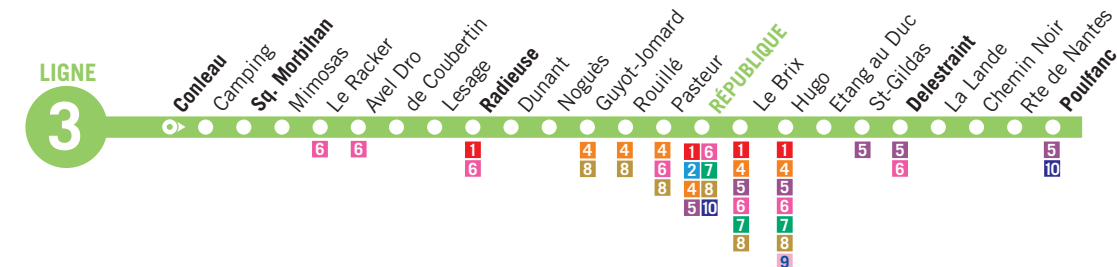 LIGNE
3
Conleau
Camping
Sq. Morbihan
Mimosas
Le Racker
Avel Dro
de Coubertin
Lesage
Radieuse
Dunant
Noguès
Guyot-Jomard
Rouillé
Pasteur
RÉPUBLIQUE
Le Brix
Hugo
Etang au Duc
St-Gildas
Delestraint
La Lande
Chemin Noir
Rte de Nantes
Poulfanc
6
6
1
6
4
8
4
8
4
6
8
1 6
2 7
4 8
5 10
1
4
5
6
7
8
1
4
5
6
7
8
9
5
5
6
5
10